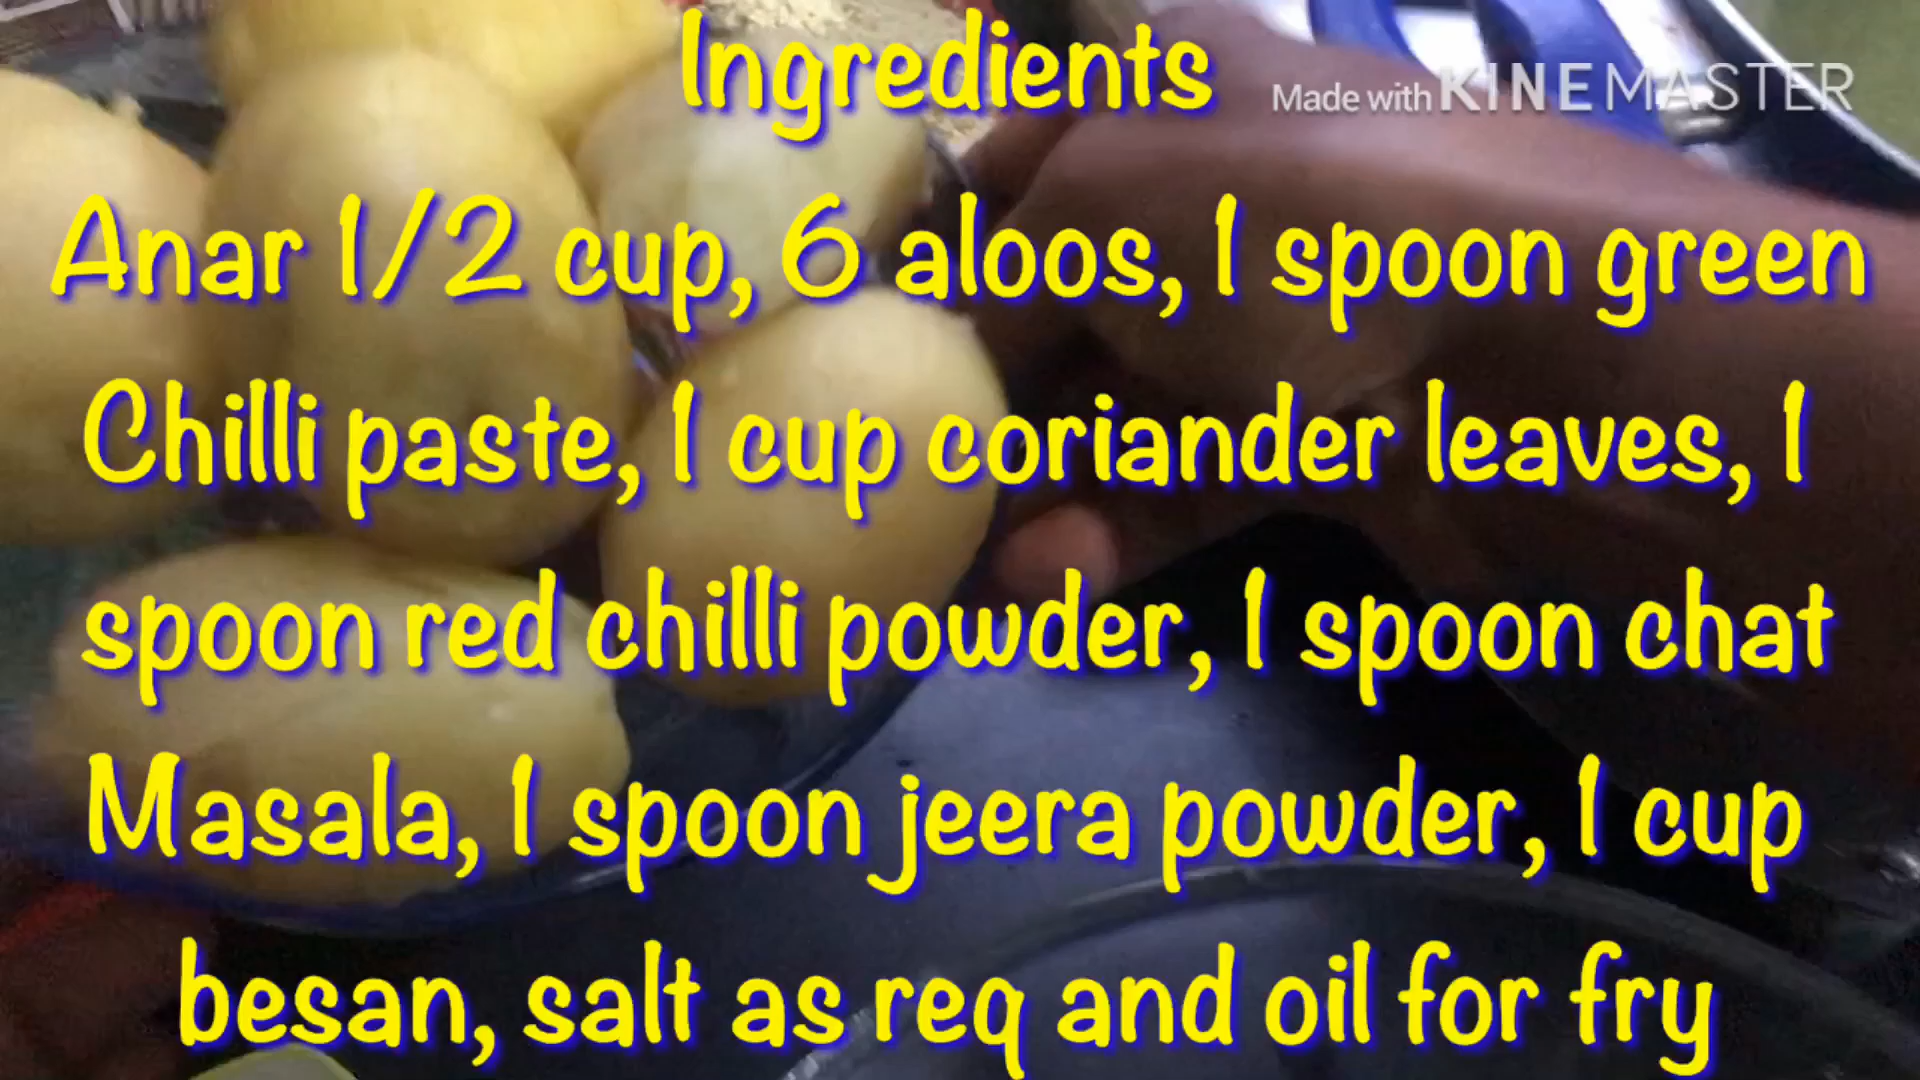 Ingredients
Made with KINEMASTER
Anar 1/2 cup, 6 aloos, 1 spoon green
Chilli paste, 1 cup coriander leaves, 1
spoon red chilli powder, 1 spoon chat
Masala, 1 spoon jeera powder, 1 cup
besan, salt as req and oil for fry